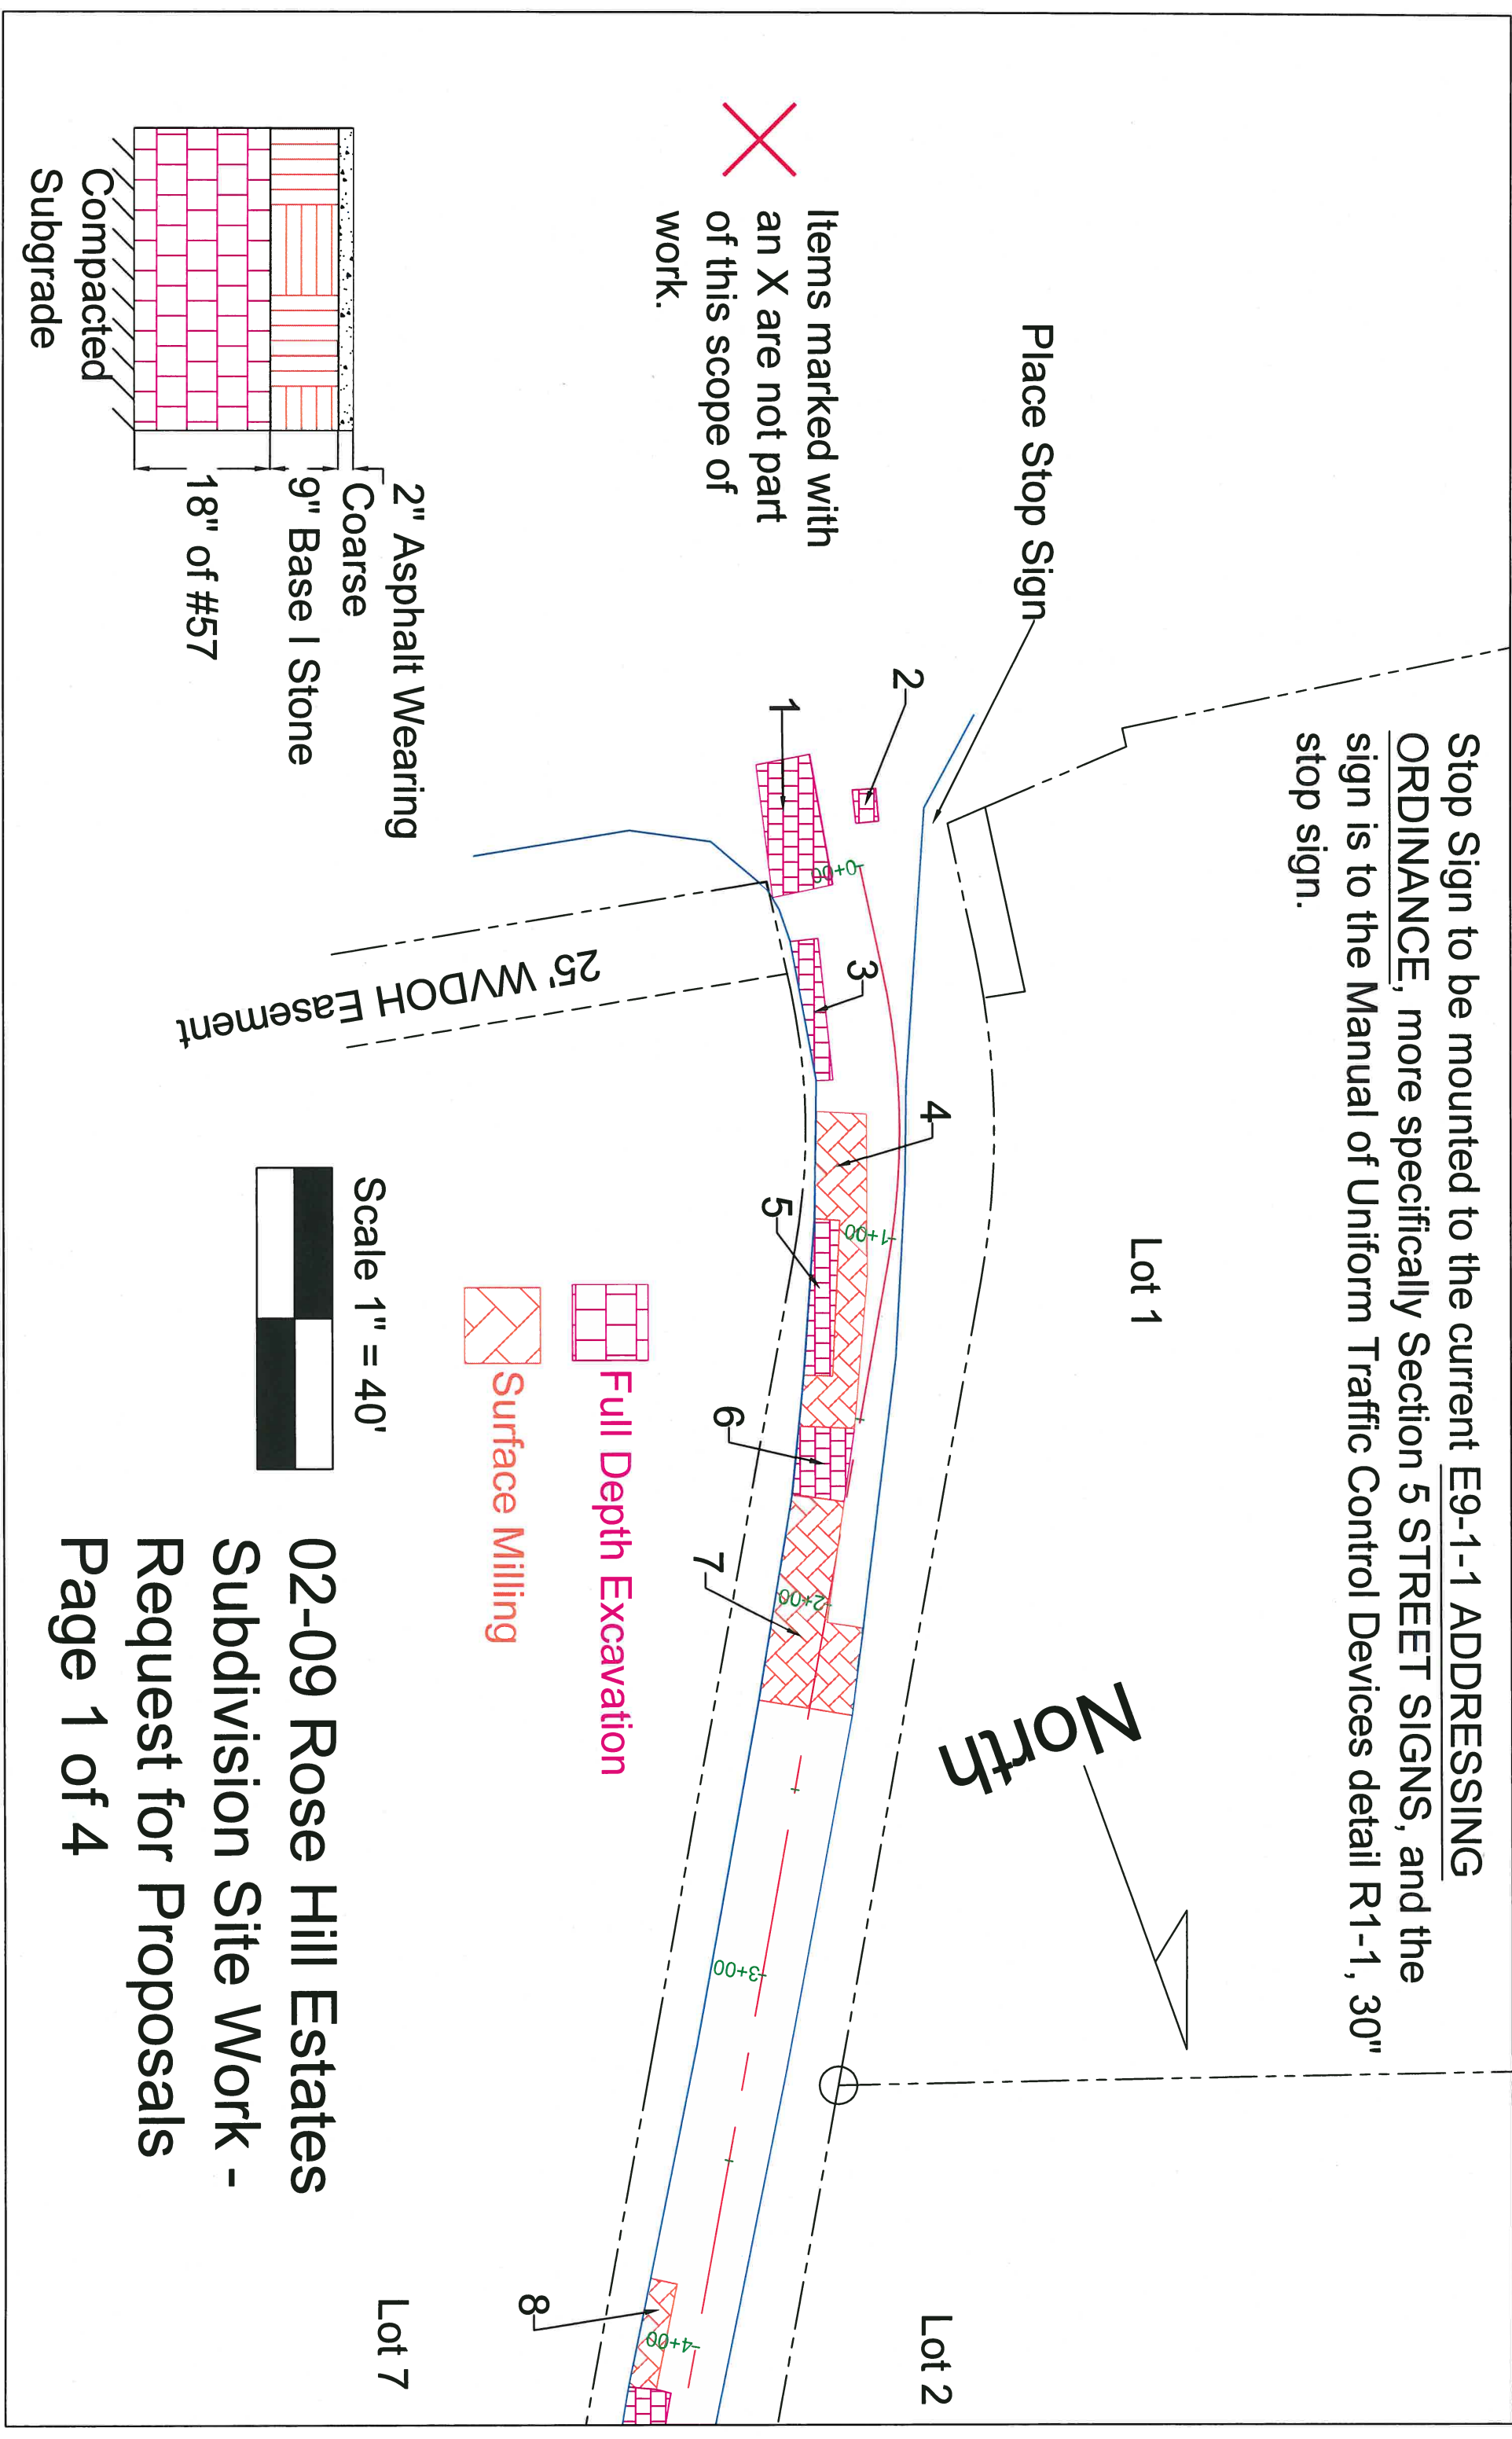 Stop Sign to be mounted to the current E9-1-1 ADDRESSING
ORDINANCE, more specifically Section 5 STREET SIGNS, and the
sign is to the Manual of Uniform Traffic Control Devices detail R1-1, 30"
stop sign.
Place Stop Sign
Items marked with
an X are not part
of this scope of
work.
Lot 1
North
Lot 2
2
1
3
4
5
6
7
8
0+00
1+00
2+00
3+00
4+00
25' WVDOH Easement
Lot 7
2" Asphalt Wearing
Coarse
9" Base I Stone
18" of #57
Compacted
Subgrade
Full Depth Excavation
Surface Milling
Scale 1" = 40'
02-09 Rose Hill Estates
Subdivision Site Work -
Request for Proposals
Page 1 of 4